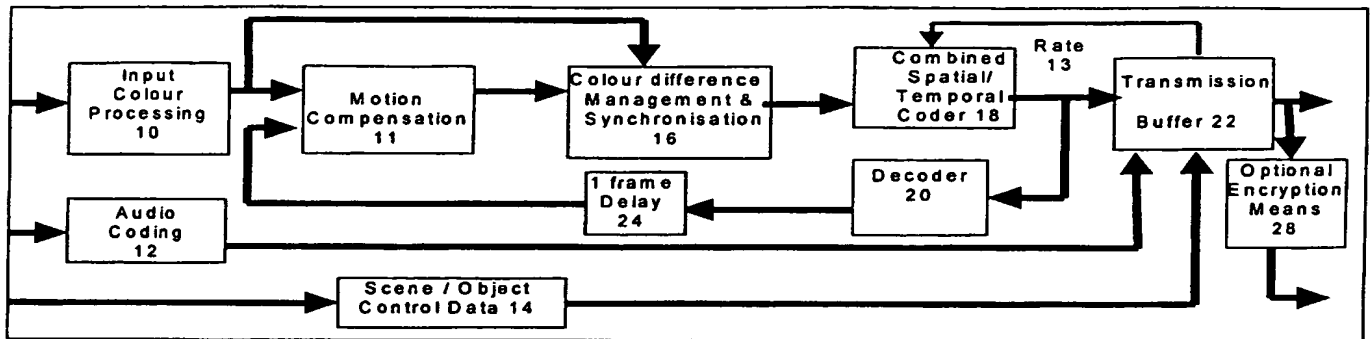 Input
Colour
Processing
10
Motion
Compensation
11
Colour difference
Management &
Synchronisation
16
Combined
Spatial/
Temporal
Coder 18
Rate
13
Transmission
Buffer 22
Optional
Encryption
Means
28
Decoder
20
1 frame
Delay
24
Audio
Coding
12
Scene / Object
Control Data 14